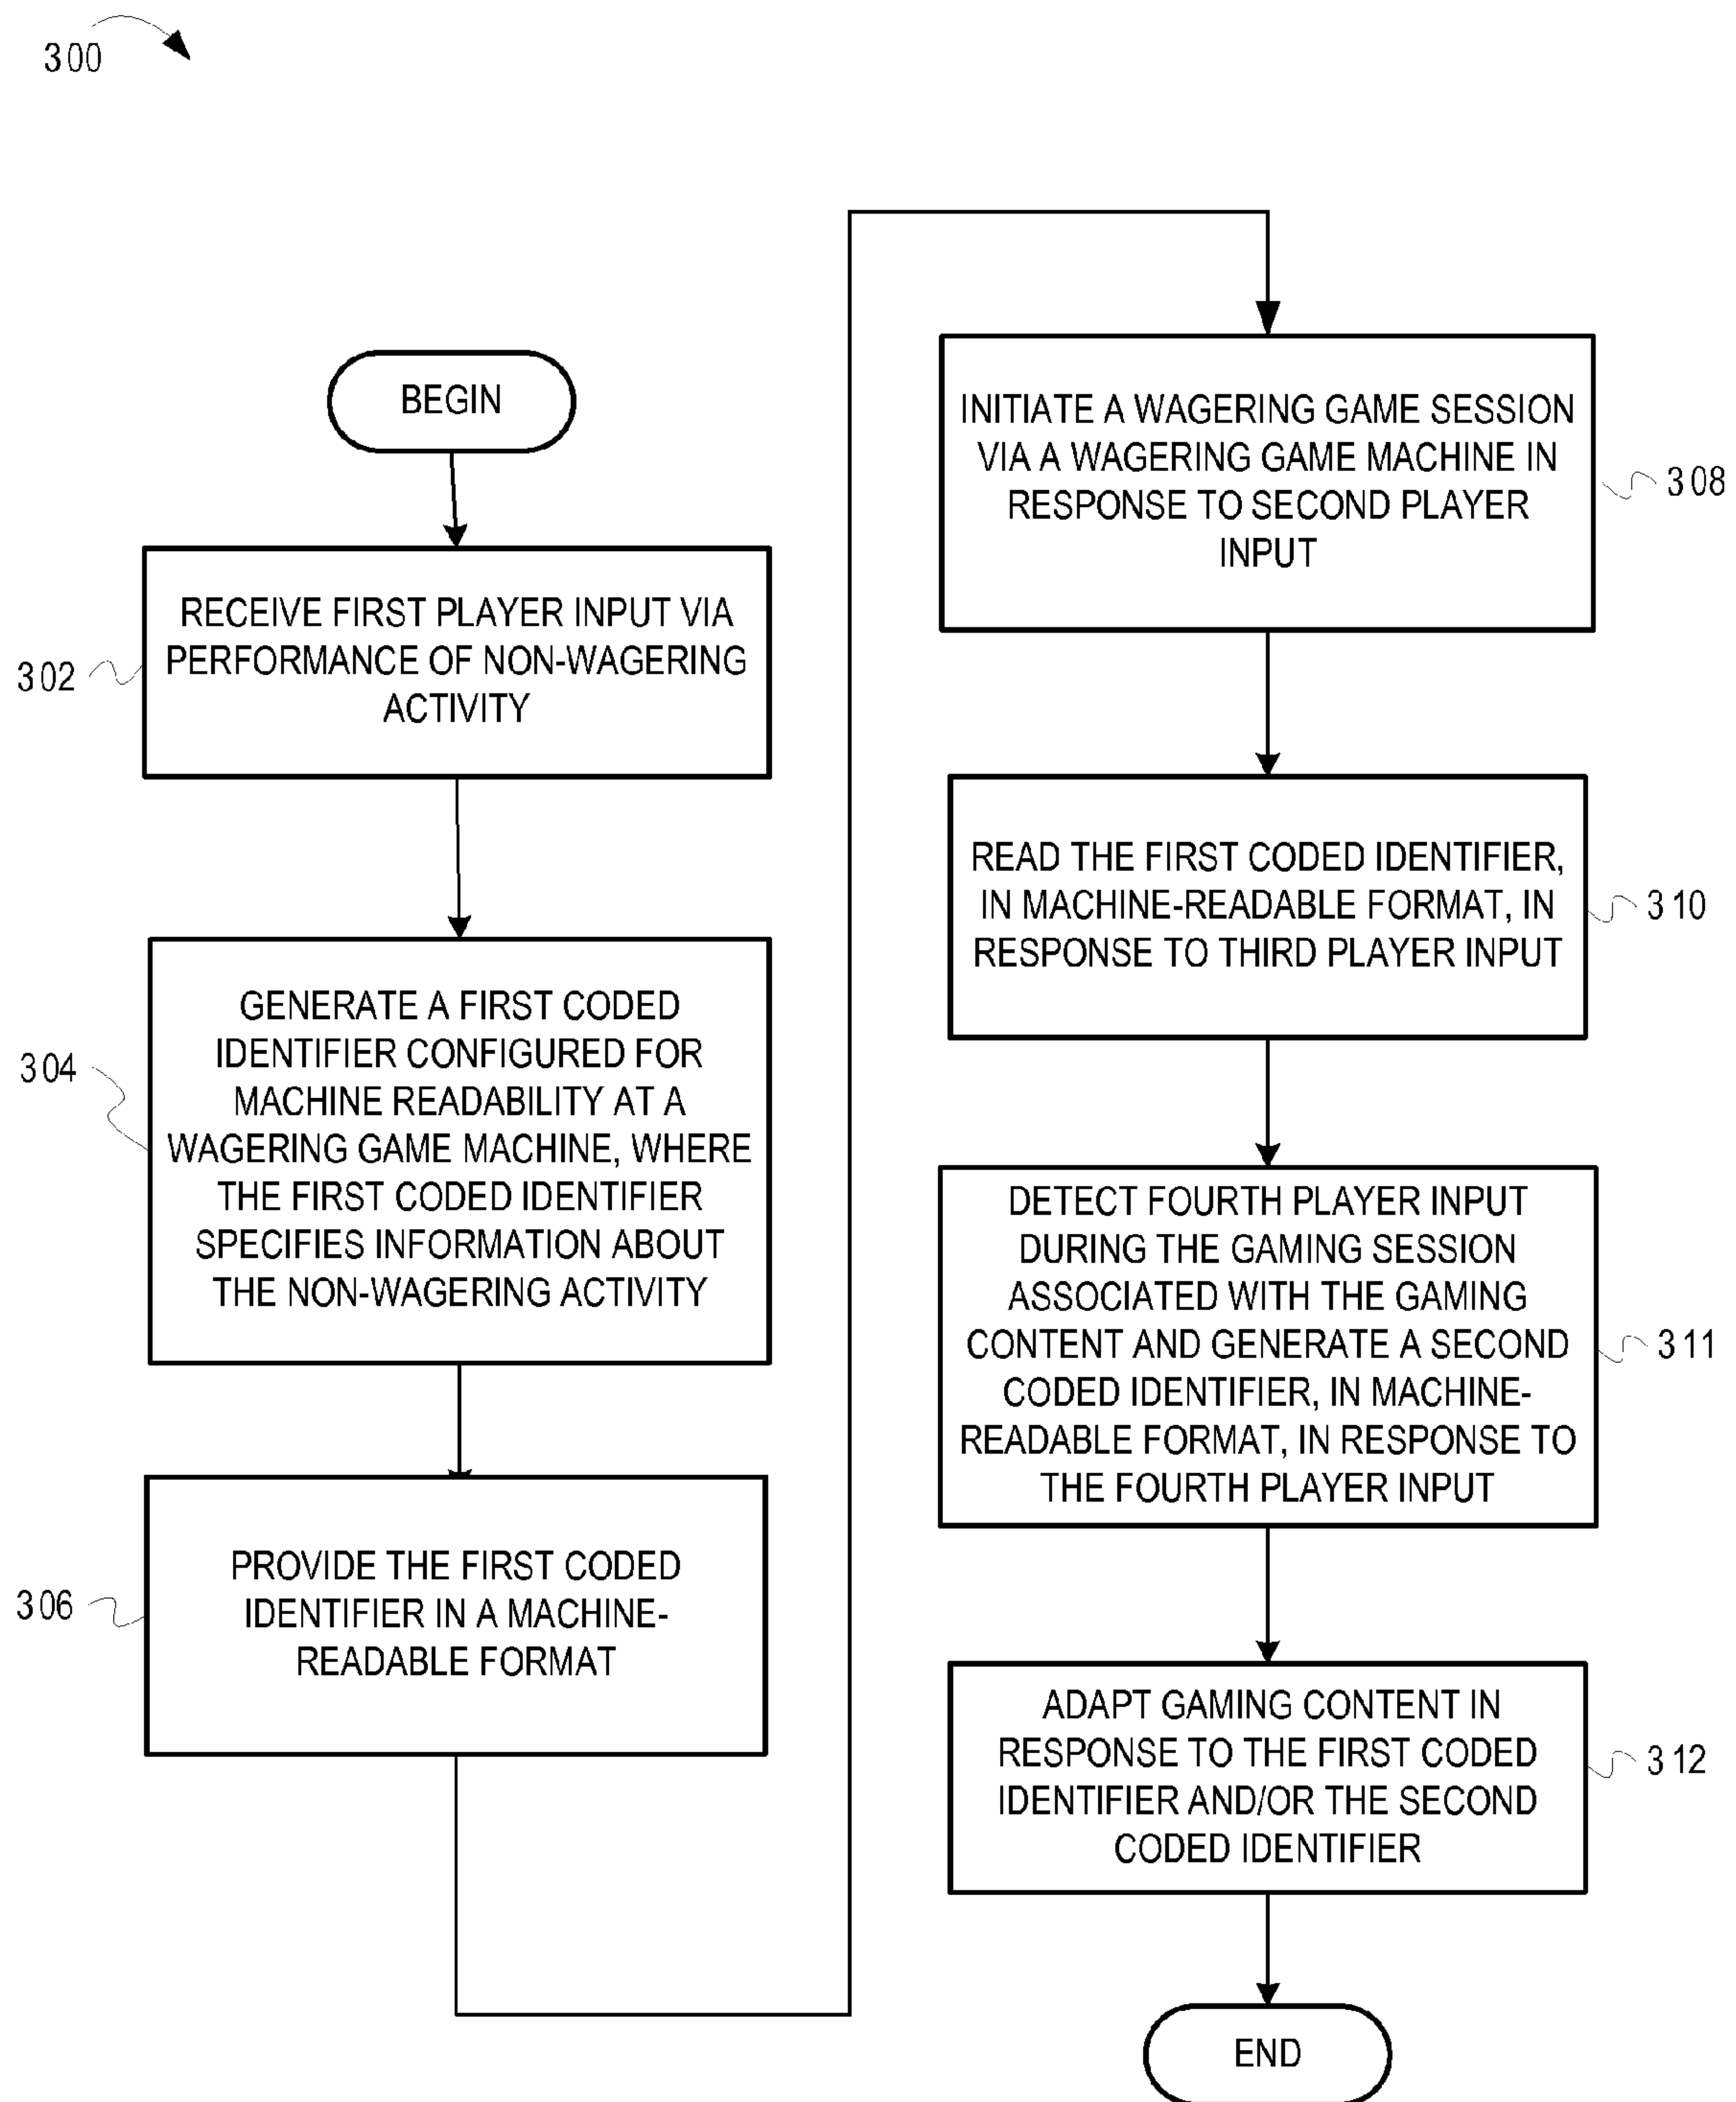 300
BEGIN
302
RECEIVE FIRST PLAYER INPUT VIA
PERFORMANCE OF NON-WAGERING
ACTIVITY
304
GENERATE A FIRST CODED
IDENTIFIER CONFIGURED FOR
MACHINE READABILITY AT A
WAGERING GAME MACHINE, WHERE
THE FIRST CODED IDENTIFIER
SPECIFIES INFORMATION ABOUT
THE NON-WAGERING ACTIVITY
306
PROVIDE THE FIRST CODED
IDENTIFIER IN A MACHINE-
READABLE FORMAT
INITIATE A WAGERING GAME SESSION
VIA A WAGERING GAME MACHINE IN
RESPONSE TO SECOND PLAYER
INPUT
308
READ THE FIRST CODED IDENTIFIER,
IN MACHINE-READABLE FORMAT, IN
RESPONSE TO THIRD PLAYER INPUT
310
DETECT FOURTH PLAYER INPUT
DURING THE GAMING SESSION
ASSOCIATED WITH THE GAMING
CONTENT AND GENERATE A SECOND
CODED IDENTIFIER, IN MACHINE-
READABLE FORMAT, IN RESPONSE TO
THE FOURTH PLAYER INPUT
311
ADAPT GAMING CONTENT IN
RESPONSE TO THE FIRST CODED
IDENTIFIER AND/OR THE SECOND
CODED IDENTIFIER
312
END